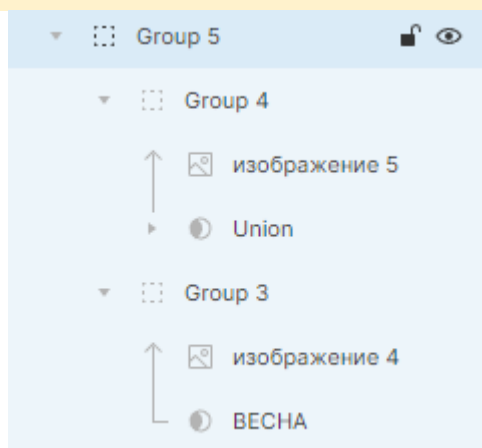 Group 5
Group 4
изображение 5
Union
Group 3
изображение 4
ВЕСНА